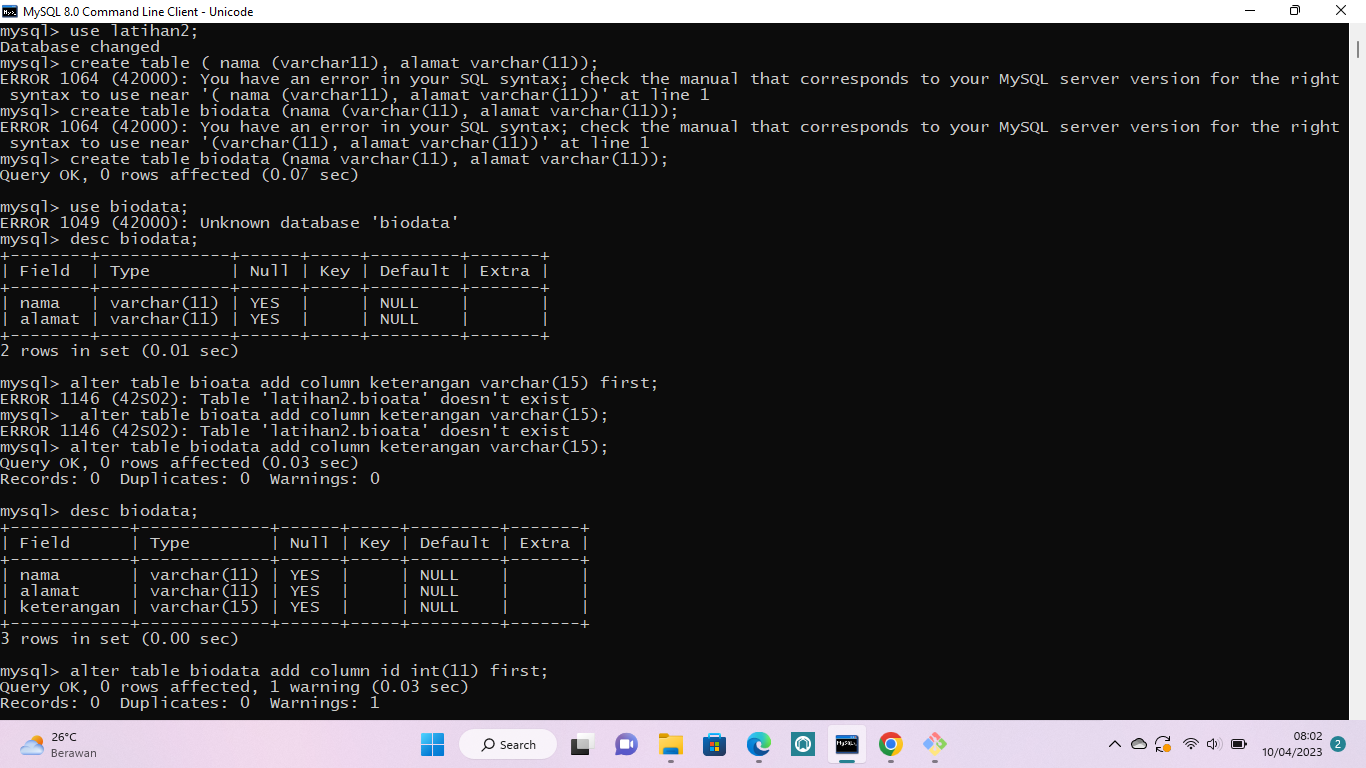 MySQL 8.0 Command Line Client - Unicode
mysql> use latihan2;
Database changed
mysql> create table ( nama (varchar11), alamat varchar(11));
ERROR 1064 (42000): You have an error in your SQL syntax; check the manual that corresponds to your MySQL server version for the right
 syntax to use near '( nama (varchar11), alamat varchar(11))' at line 1
mysql> create table biodata (nama (varchar(11), alamat varchar(11));
ERROR 1064 (42000): You have an error in your SQL syntax; check the manual that corresponds to your MySQL server version for the right
 syntax to use near '(varchar(11), alamat varchar(11))' at line 1
mysql> create table biodata (nama varchar(11), alamat varchar(11));
Query OK, 0 rows affected (0.07 sec)
mysql> use biodata;
ERROR 1049 (42000): Unknown database 'biodata'
mysql> desc biodata;
+--------+-------------+------+-----+---------+-------+
| Field  | Type        | Null | Key | Default | Extra |
+--------+-------------+------+-----+---------+-------+
| nama   | varchar(11) | YES  |     | NULL    |       |
| alamat | varchar(11) | YES  |     | NULL    |       |
+--------+-------------+------+-----+---------+-------+
2 rows in set (0.01 sec)
mysql> alter table bioata add column keterangan varchar(15) first;
ERROR 1146 (42S02): Table 'latihan2.bioata' doesn't exist
mysql>  alter table bioata add column keterangan varchar(15);
ERROR 1146 (42S02): Table 'latihan2.bioata' doesn't exist
mysql> alter table biodata add column keterangan varchar(15);
Query OK, 0 rows affected (0.03 sec)
Records: 0  Duplicates: 0  Warnings: 0
mysql> desc biodata;
+------------+-------------+------+-----+---------+-------+
| Field      | Type        | Null | Key | Default | Extra |
+------------+-------------+------+-----+---------+-------+
| nama       | varchar(11) | YES  |     | NULL    |       |
| alamat     | varchar(11) | YES  |     | NULL    |       |
| keterangan | varchar(15) | YES  |     | NULL    |       |
+------------+-------------+------+-----+---------+-------+
3 rows in set (0.00 sec)
mysql> alter table biodata add column id int(11) first;
Query OK, 0 rows affected, 1 warning (0.03 sec)
Records: 0  Duplicates: 0  Warnings: 1
26°C
Berawan
Search
08:02
10/04/2023
2